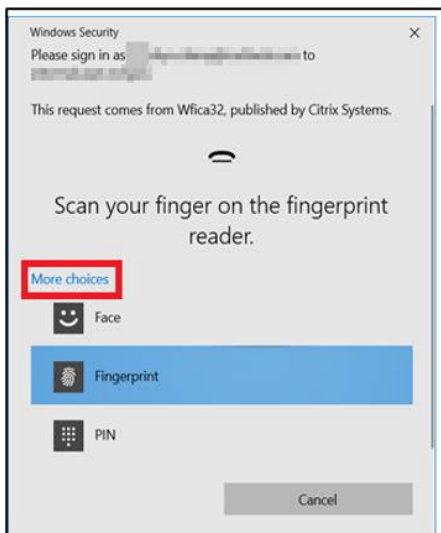 Windows Security
Please sign in as to
This request comes from Wfica32, published by Citrix Systems.
Scan your finger on the fingerprint
reader.
More choices
Face
Fingerprint
PIN
Cancel